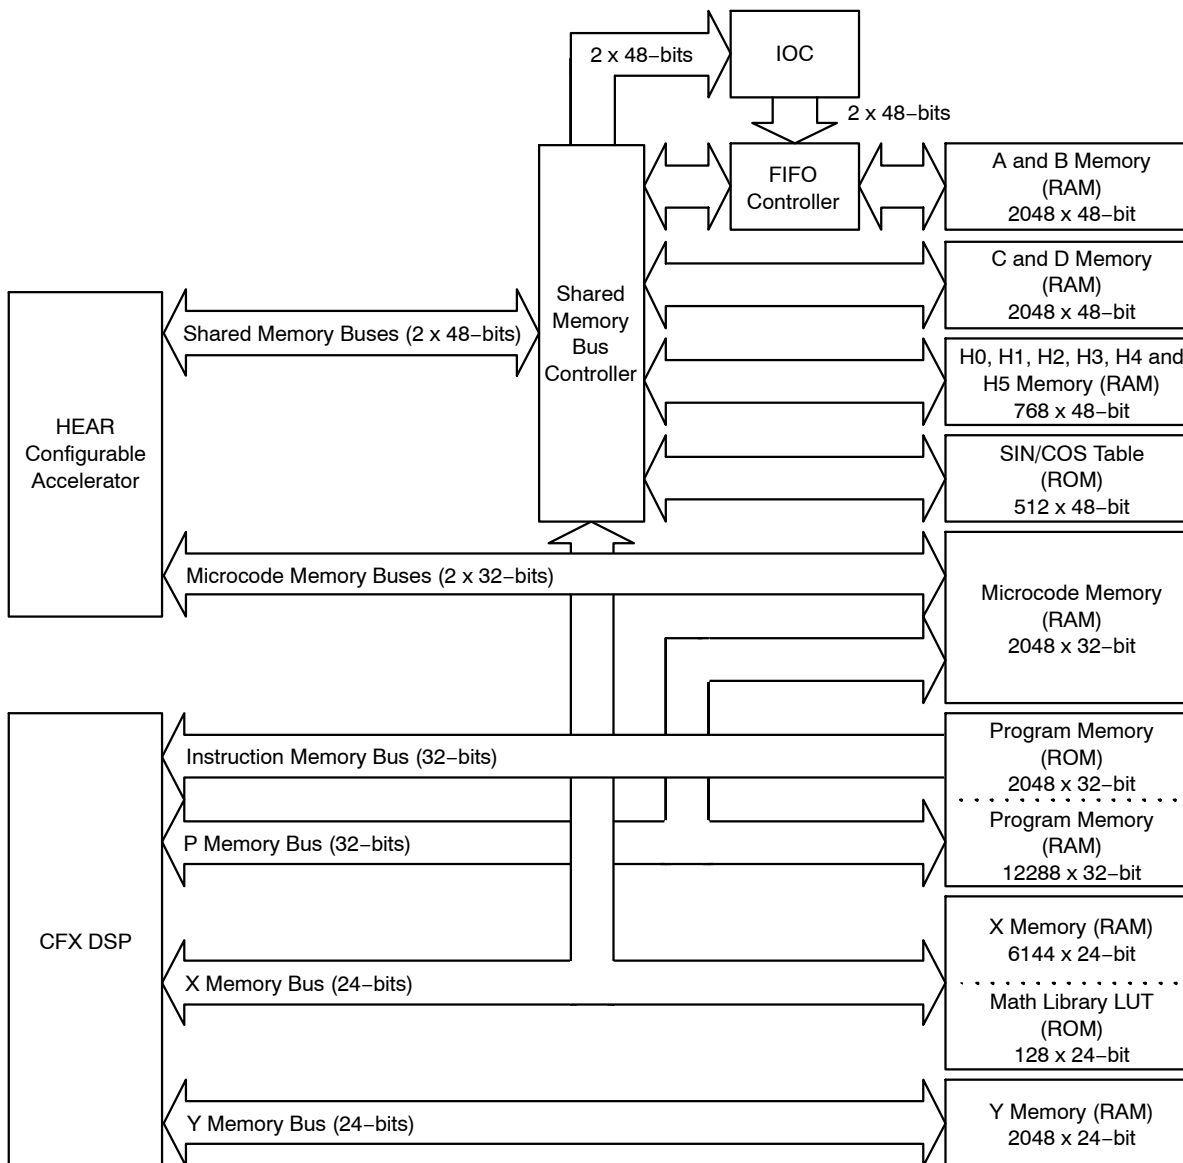 2 x 48−bits
IOC
2 x 48−bits
FIFO
Controller
A and B Memory
(RAM)
2048 x 48−bit
C and D Memory
(RAM)
2048 x 48−bit
Shared
Memory
Bus
Controller
Shared Memory Buses (2 x 48−bits)
H0, H1, H2, H3, H4 and
H5 Memory (RAM)
768 x 48−bit
HEAR
Configurable
Accelerator
SIN/COS Table
(ROM)
512 x 48−bit
Microcode Memory Buses (2 x 32−bits)
Microcode Memory
(RAM)
2048 x 32−bit
Instruction Memory Bus (32−bits)
Program Memory
(ROM)
2048 x 32−bit
P Memory Bus (32−bits)
Program Memory
(RAM)
12288 x 32−bit
CFX DSP
X Memory (RAM)
6144 x 24−bit
X Memory Bus (24−bits)
Math Library LUT
(ROM)
128 x 24−bit
Y Memory Bus (24−bits)
Y Memory (RAM)
2048 x 24−bit